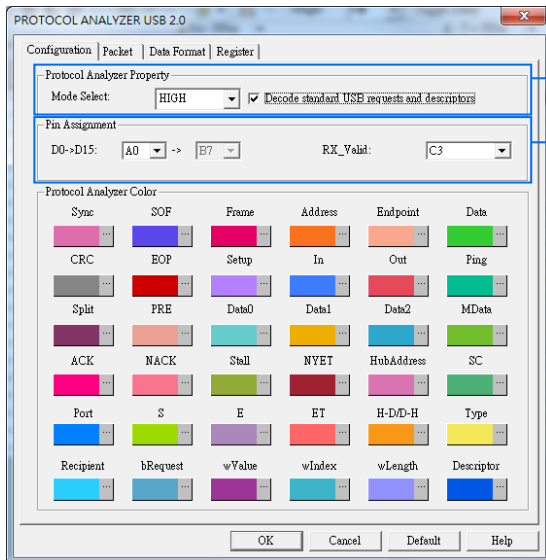 PROTOCOL ANALYZER USB 2.0
Configuration Packet Data Format Register
Protocol Analyzer Property
Mode Select: HIGH Decode standard USB requests and descriptors
Pin Assignment
D0->D15: A0 -> B7 RX_Valid: C3
Protocol Analyzer Color
Sync SOF Frame Address Endpoint Data
... ... ... ... ... ...
CRC EOP Setup In Out Ping
... ... ... ... ... ...
Split PRE Data0 Data1 Data2 MData
... ... ... ... ... ...
ACK NACK Stall NYET HubAddress SC
... ... ... ... ... ...
Port S E ET H-D/D-H Type
... ... ... ... ... ...
Recipient bRequest wValue wIndex wLength Descriptor
... ... ... ... ... ...
OK Cancel Default Help